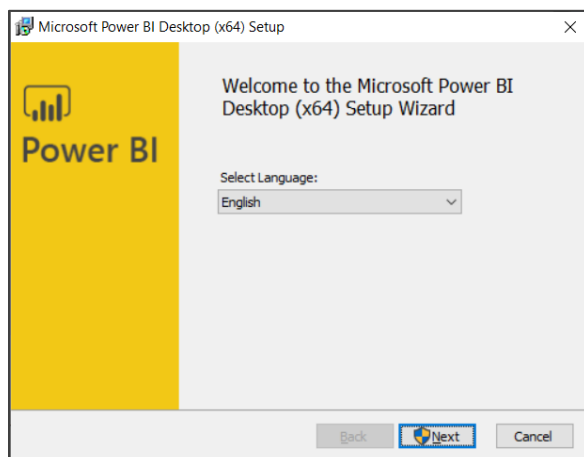 Microsoft Power BI Desktop (x64) Setup
Power BI
Welcome to the Microsoft Power BI
Desktop (x64) Setup Wizard
Select Language:
English
Back
Next
Cancel